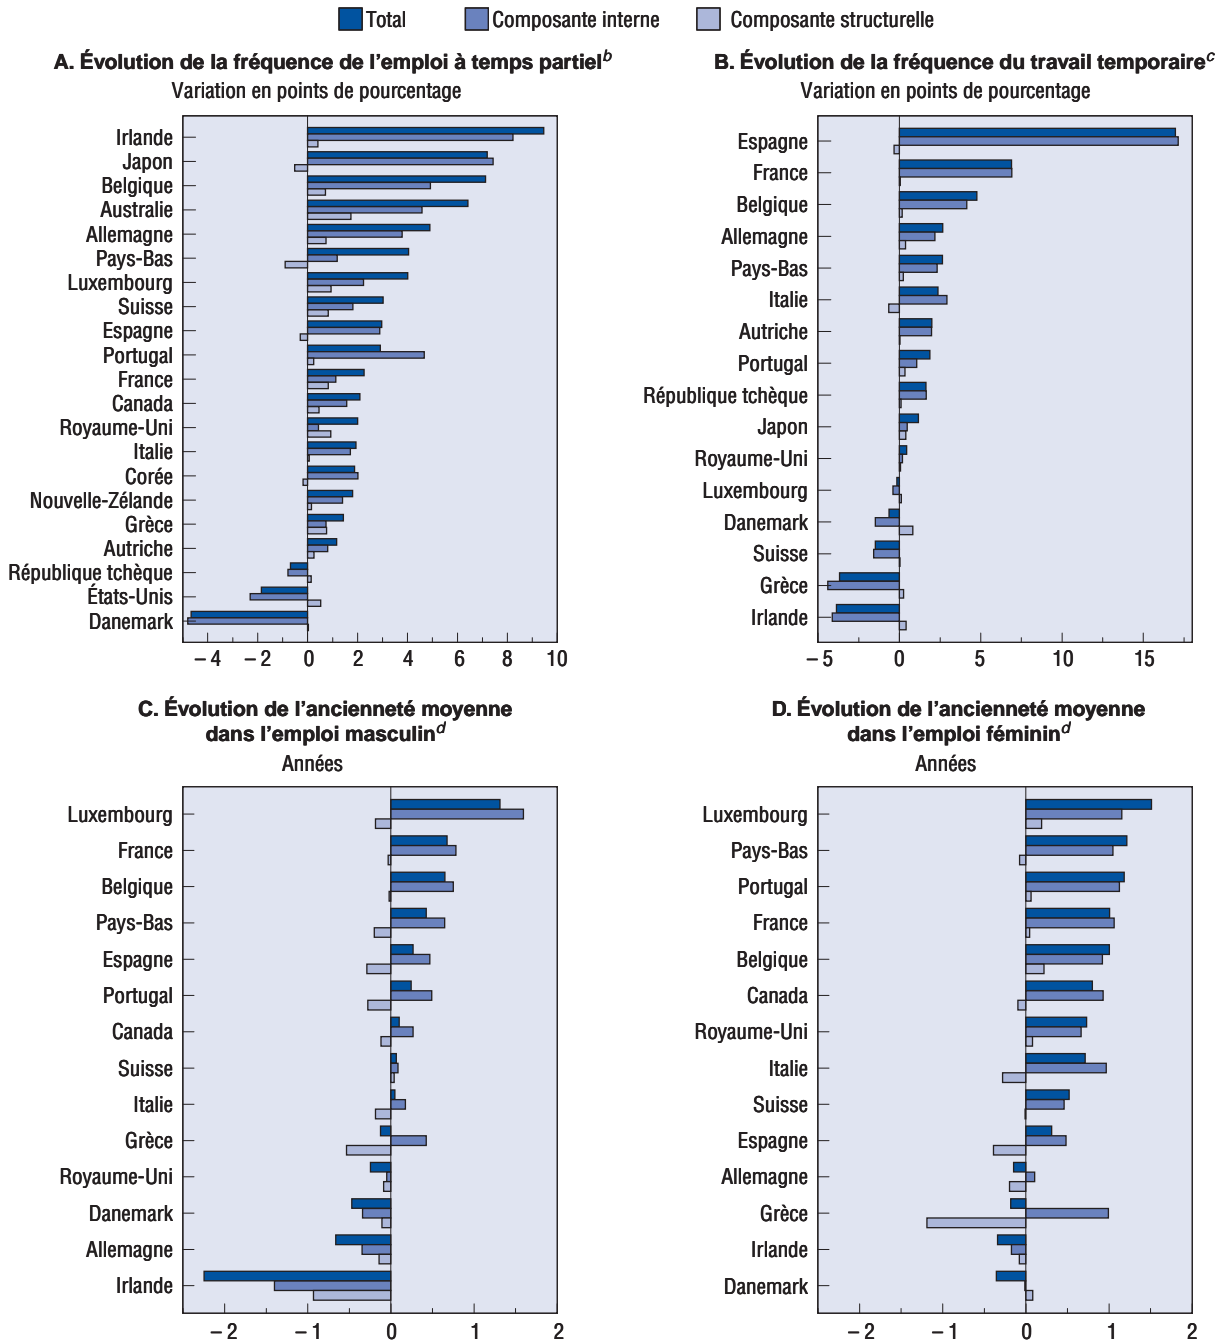 Total Composante interne Composante structurelle
A. Évolution de la fréquence de l'emploi à temps partiel^b
Variation en points de pourcentage
Irlande
Japon
Belgique
Australie
Allemagne
Pays-Bas
Luxembourg
Suisse
Espagne
Portugal
France
Canada
Royaume-Uni
Italie
Corée
Nouvelle-Zélande
Grèce
Autriche
République tchèque
États-Unis
Danemark
– 4 – 2 0 2 4 6 8 10
B. Évolution de la fréquence du travail temporaire^c
Variation en points de pourcentage
Espagne
France
Belgique
Allemagne
Pays-Bas
Italie
Autriche
Portugal
République tchèque
Japon
Royaume-Uni
Luxembourg
Danemark
Suisse
Grèce
Irlande
– 5 0 5 10 15
C. Évolution de l'ancienneté moyenne
dans l'emploi masculin^d
Années
Luxembourg
France
Belgique
Pays-Bas
Espagne
Portugal
Canada
Suisse
Italie
Grèce
Royaume-Uni
Danemark
Allemagne
Irlande
– 2 – 1 0 1 2
D. Évolution de l'ancienneté moyenne
dans l'emploi féminin^d
Années
Luxembourg
Pays-Bas
Portugal
France
Belgique
Canada
Royaume-Uni
Italie
Suisse
Espagne
Allemagne
Grèce
Irlande
Danemark
– 2 – 1 0 1 2